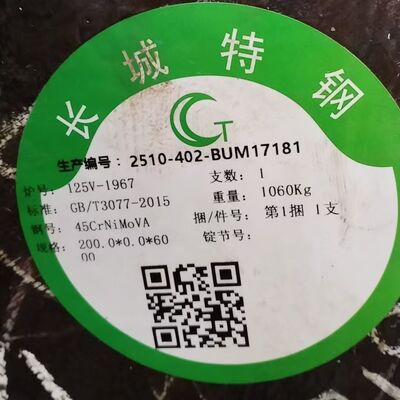 长城特钢
GT
生产编号: 2510-402-BUM17181
炉号: 125V-1967
支数: 1
标准: GB/T3077-2015
重量: 1060Kg
钢号: 45CrNiMoVA
捆/件号: 第1捆 1支
规格: 200.0*0.0*60
00
锭节号: